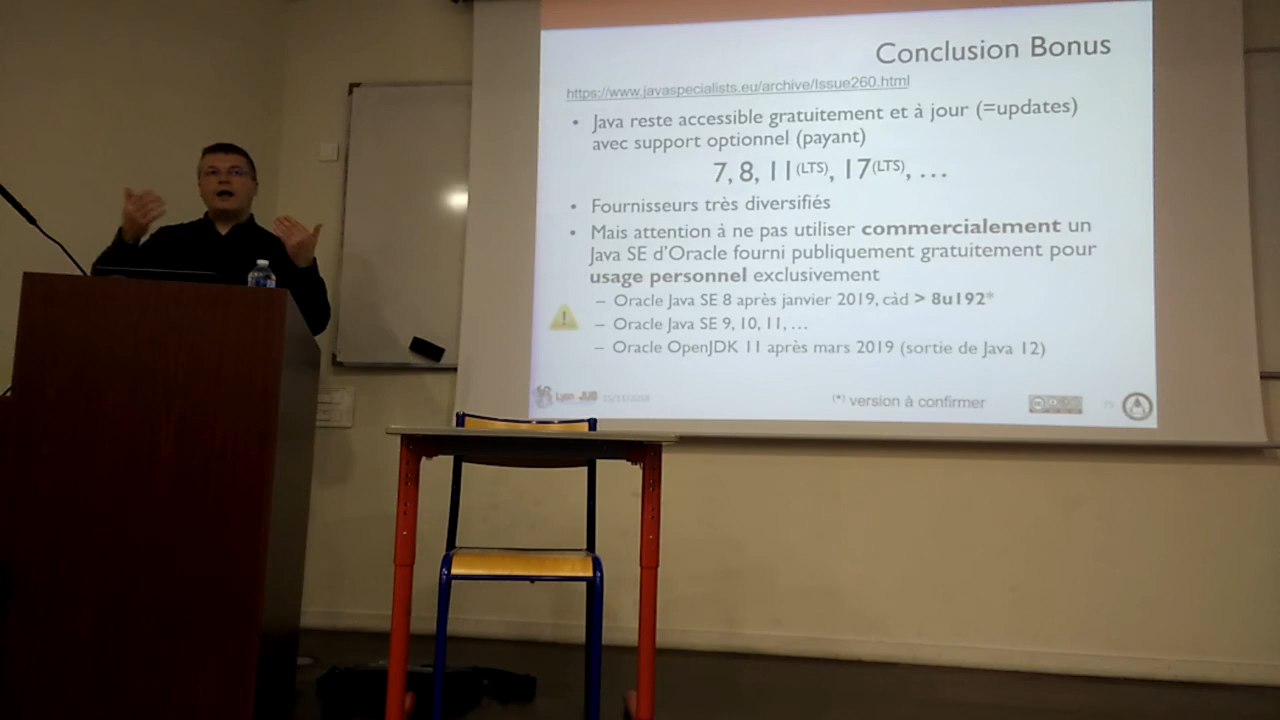 Conclusion Bonus
https://www.javaspecialists.eu/archive/Issue260.html
• Java reste accessible gratuitement et à jour (=updates)
avec support optionnel (payant)
7, 8, 11(LTS), 17(LTS), …
• Fournisseurs très diversifiés
• Mais attention à ne pas utiliser commercialement un
Java SE d'Oracle fourni publiquement gratuitement pour
usage personnel exclusivement
– Oracle Java SE 8 après janvier 2019, càd > 8u192*
– Oracle Java SE 9, 10, 11, …
– Oracle OpenJDK 11 après mars 2019 (sortie de Java 12)
Lyon JUG
(*) version à confirmer